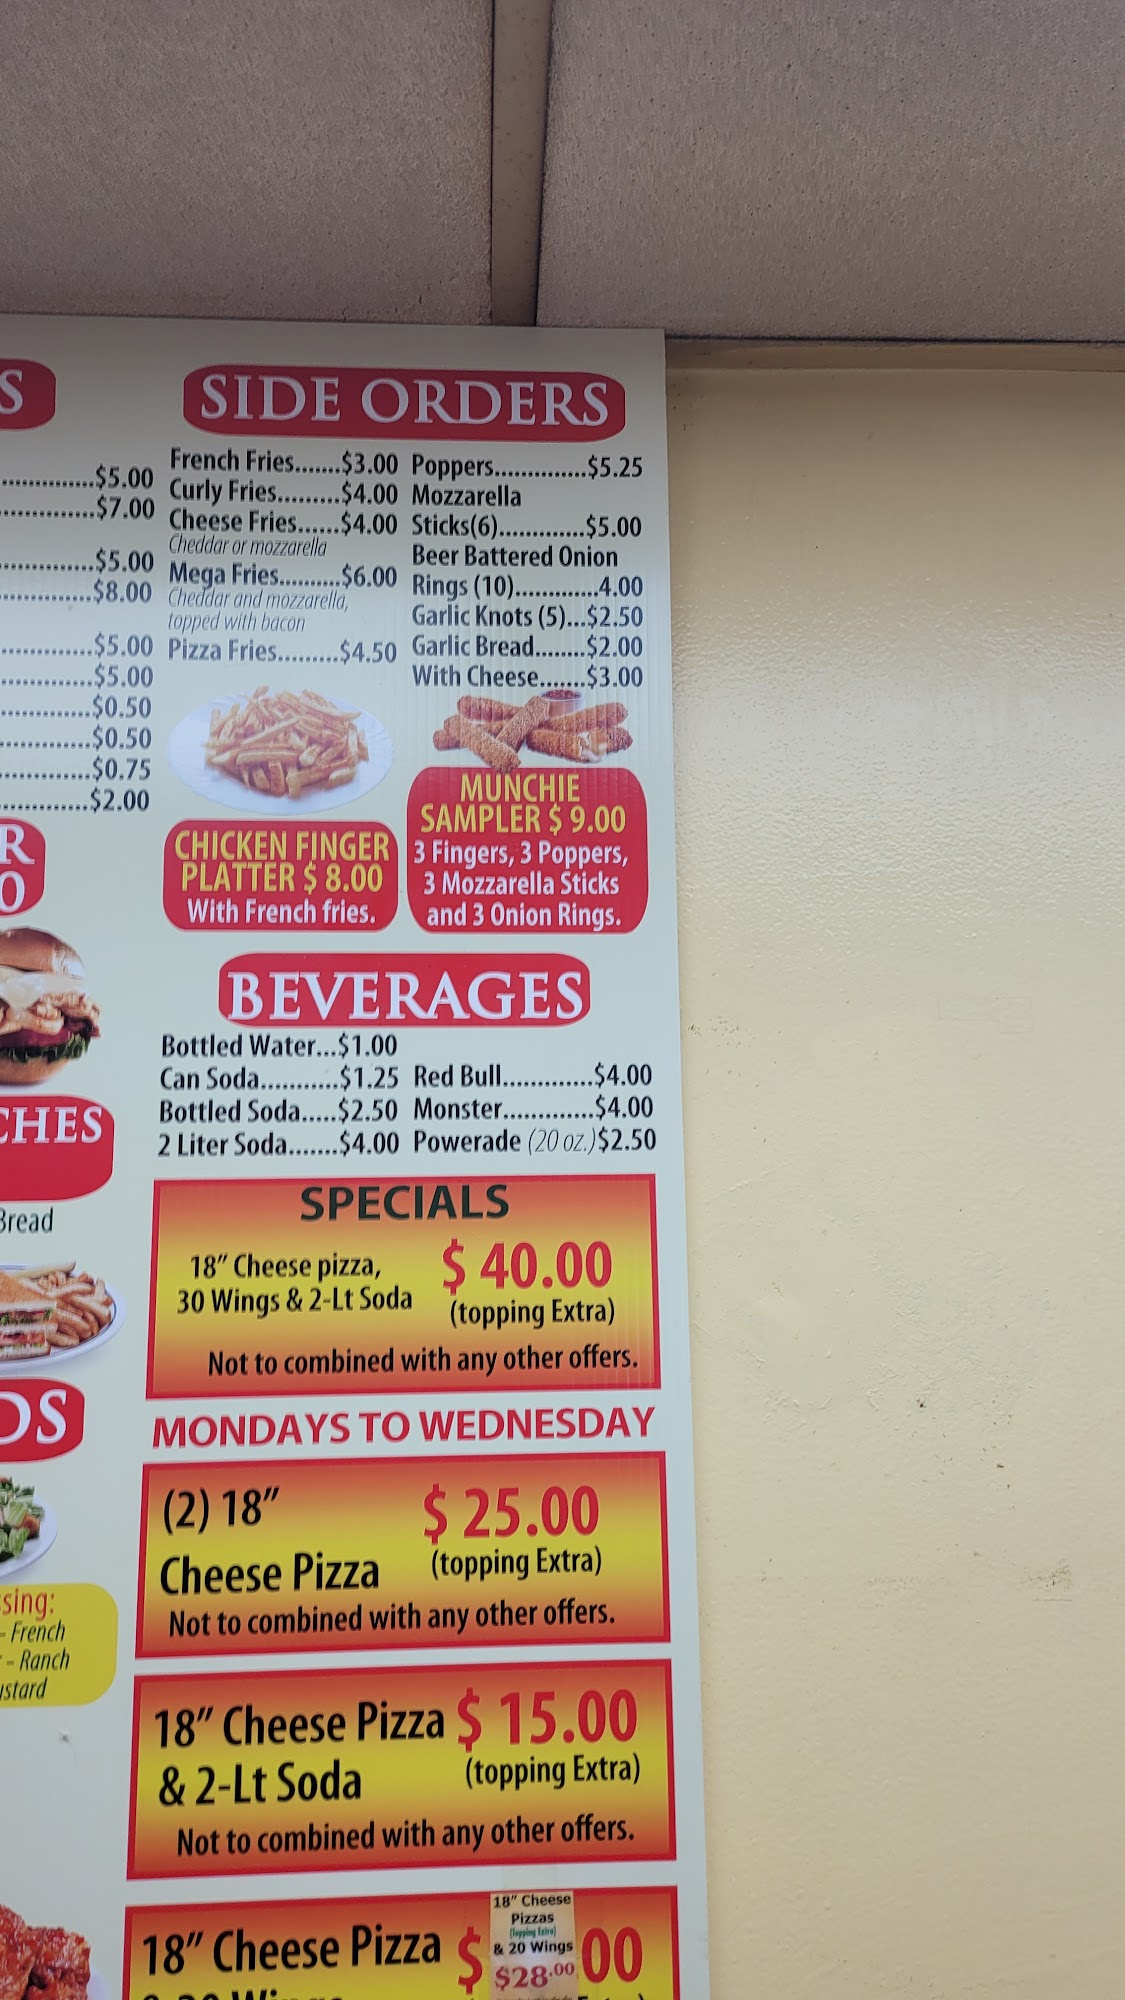 S
...............$5.00
...............$7.00
...............$5.00
...............$8.00
...............$5.00
...............$5.00
...............$0.50
...............$0.50
...............$0.75
...............$2.00
R
0
CHES
Bread
DS
sing:
- French
- Ranch
ustard
SIDE ORDERS
French Fries.......$3.00
Curly Fries.........$4.00
Cheese Fries......$4.00
Cheddar or mozzarella
Mega Fries..........$6.00
Cheddar and mozzarella,
topped with bacon
Pizza Fries.........$4.50
Poppers..............$5.25
Mozzarella
Sticks(6).............$5.00
Beer Battered Onion
Rings (10).............4.00
Garlic Knots (5)...$2.50
Garlic Bread........$2.00
With Cheese.......$3.00
CHICKEN FINGER
PLATTER $ 8.00
With French fries.
MUNCHIE
SAMPLER $ 9.00
3 Fingers, 3 Poppers,
3 Mozzarella Sticks
and 3 Onion Rings.
BEVERAGES
Bottled Water...$1.00
Can Soda............$1.25
Bottled Soda.....$2.50
2 Liter Soda.......$4.00
Red Bull.............$4.00
Monster.............$4.00
Powerade (20 oz.)$2.50
SPECIALS
18" Cheese pizza,
30 Wings & 2-Lt Soda
$ 40.00
(topping Extra)
Not to combined with any other offers.
MONDAYS TO WEDNESDAY
(2) 18"
Cheese Pizza
$ 25.00
(topping Extra)
Not to combined with any other offers.
18" Cheese Pizza
& 2-Lt Soda
$ 15.00
(topping Extra)
Not to combined with any other offers.
18" Cheese Pizza
$ 00
18" Cheese
Pizzas
(Topping Extra)
& 20 Wings
$28.00